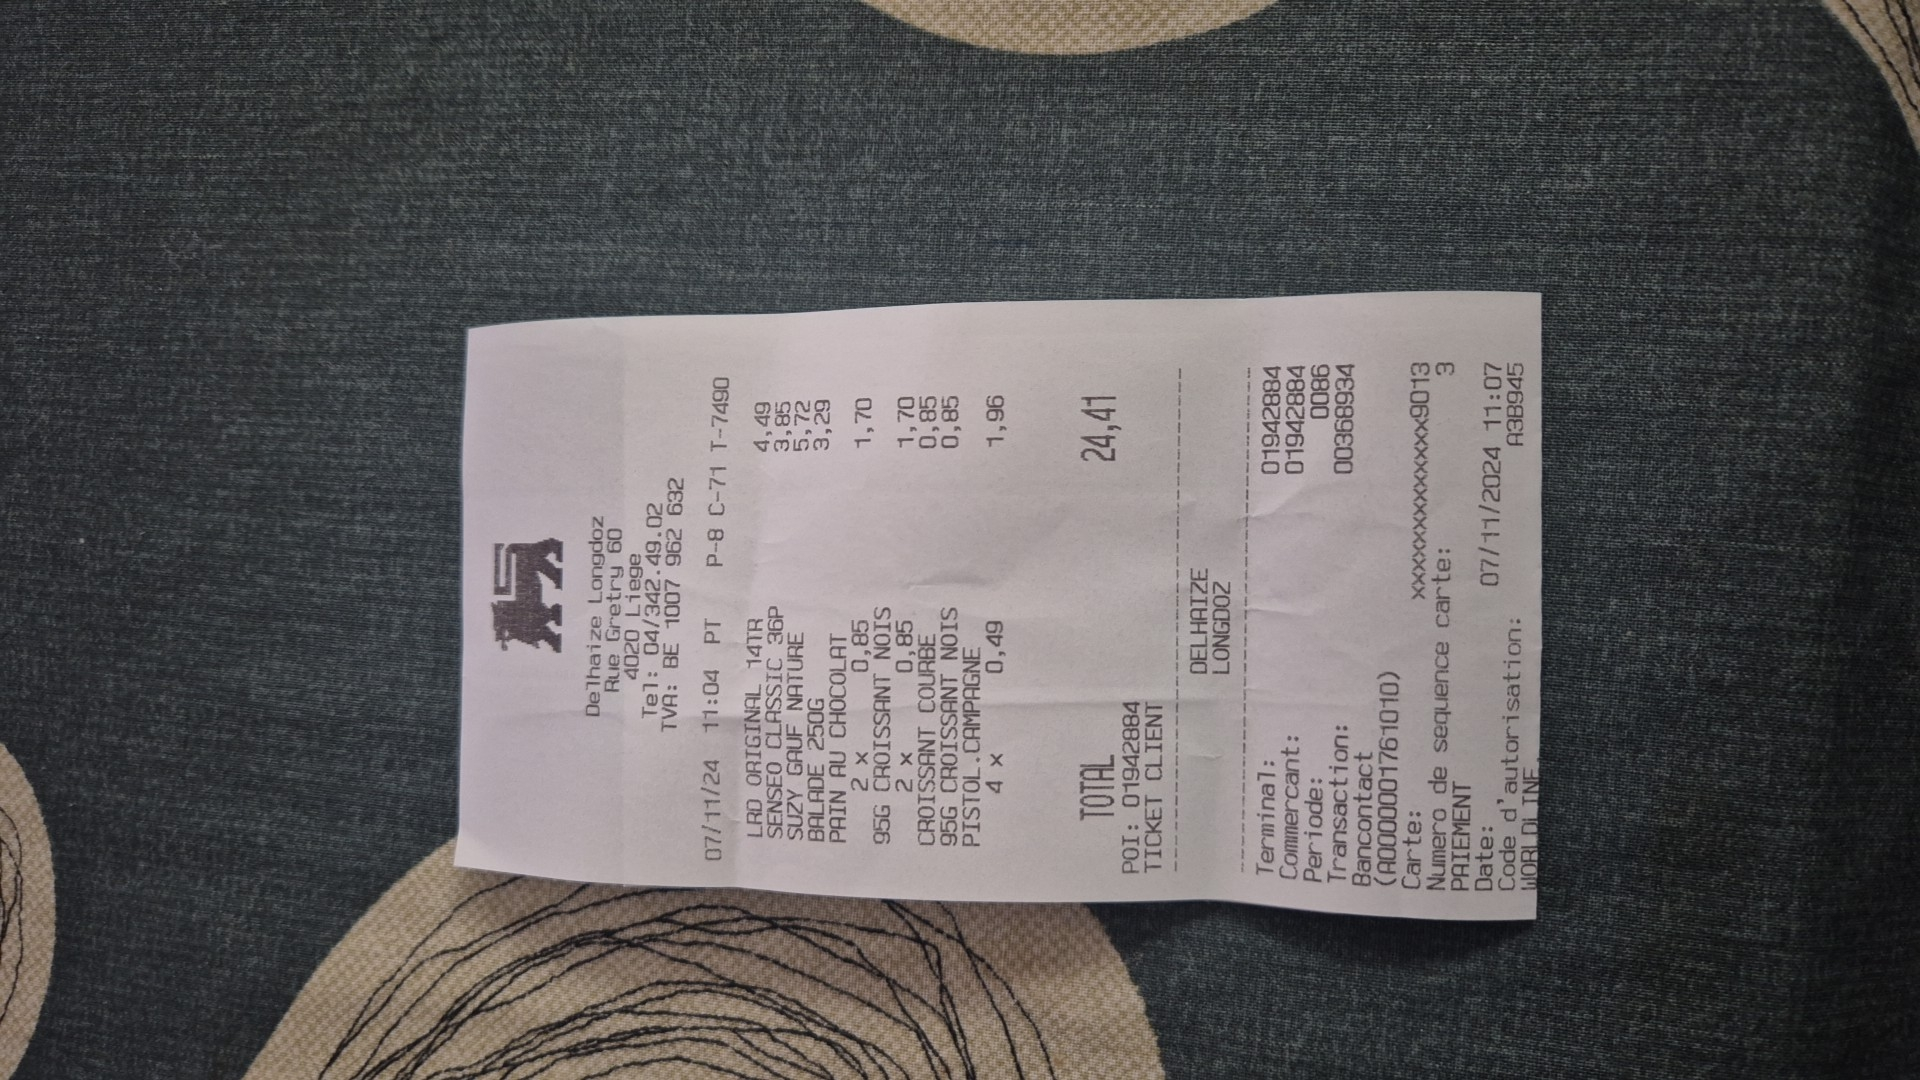 Delhaize Longdoz
Rue Gretry 60
4020 Liege
Tel: 04/342.49.02
TVA: BE 1007 962 632
07/11/24 11:04 PT P-8 C-71 T-7490
LRD ORIGINAL 14TR 4,49
SENSEO CLASSIC 36P 3,85
SUZY GAUF NATURE 5,72
BALADE 250G 3,29
PAIN AU CHOCOLAT
2 x 0,85 1,70
95G CROISSANT NOIS
2 x 0,85 1,70
CROISSANT COURBE 0,85
95G CROISSANT NOIS 0,85
PISTOL.CAMPAGNE
4 x 0,49 1,96
TOTAL 24,41
POI: 01942884
TICKET CLIENT
DELHAIZE
LONGDOZ
Terminal: 01942884
Commercant: 01942884
Periode: 0086
Transaction: 00368934
Bancontact
(A0000001761010)
Carte: xxxxxxxxxxxxxxx9013
Numero de sequence carte: 3
PAIEMENT
Date: 07/11/2024 11:07
Code d'autorisation: A3B945
WORLDLINE